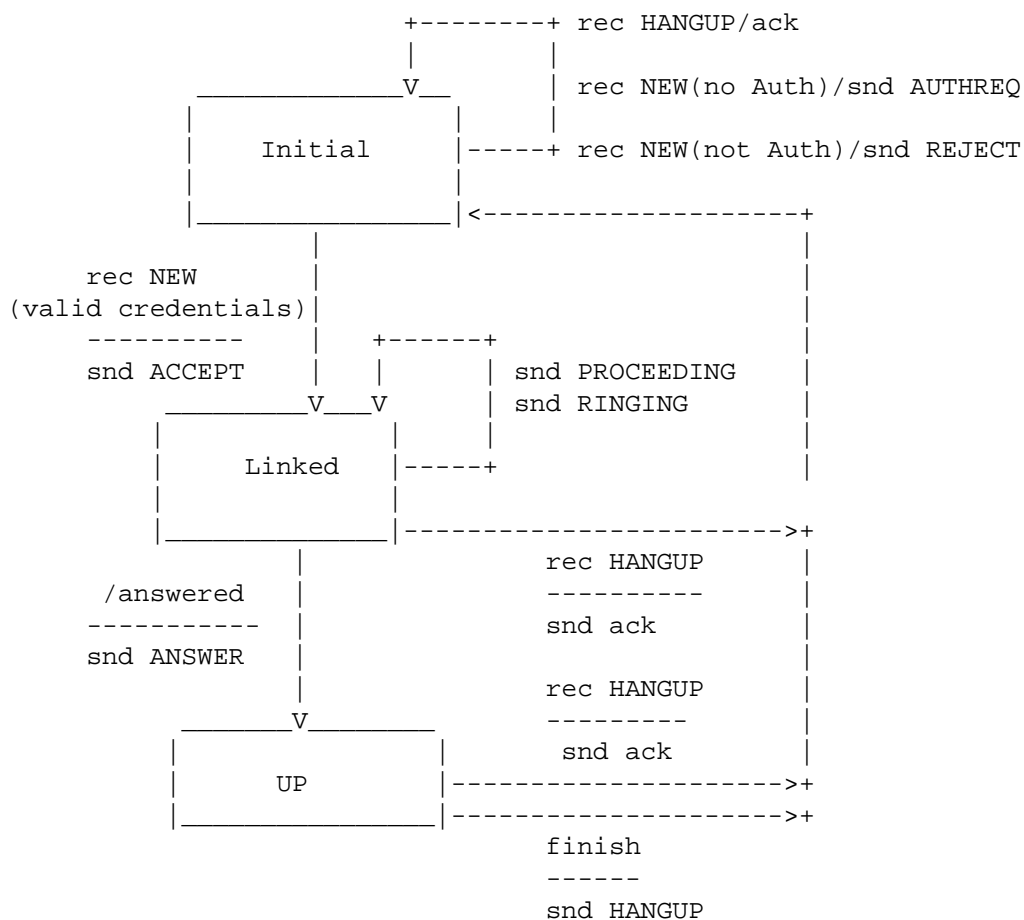 rec HANGUP/ack
rec NEW(no Auth)/snd AUTHREQ
Initial
rec NEW(not Auth)/snd REJECT
rec NEW
(valid credentials)
----------
snd ACCEPT
snd PROCEEDING
snd RINGING
Linked
rec HANGUP
----------
snd ack
/answered
-----------
snd ANSWER
rec HANGUP
---------
snd ack
UP
finish
------
snd HANGUP